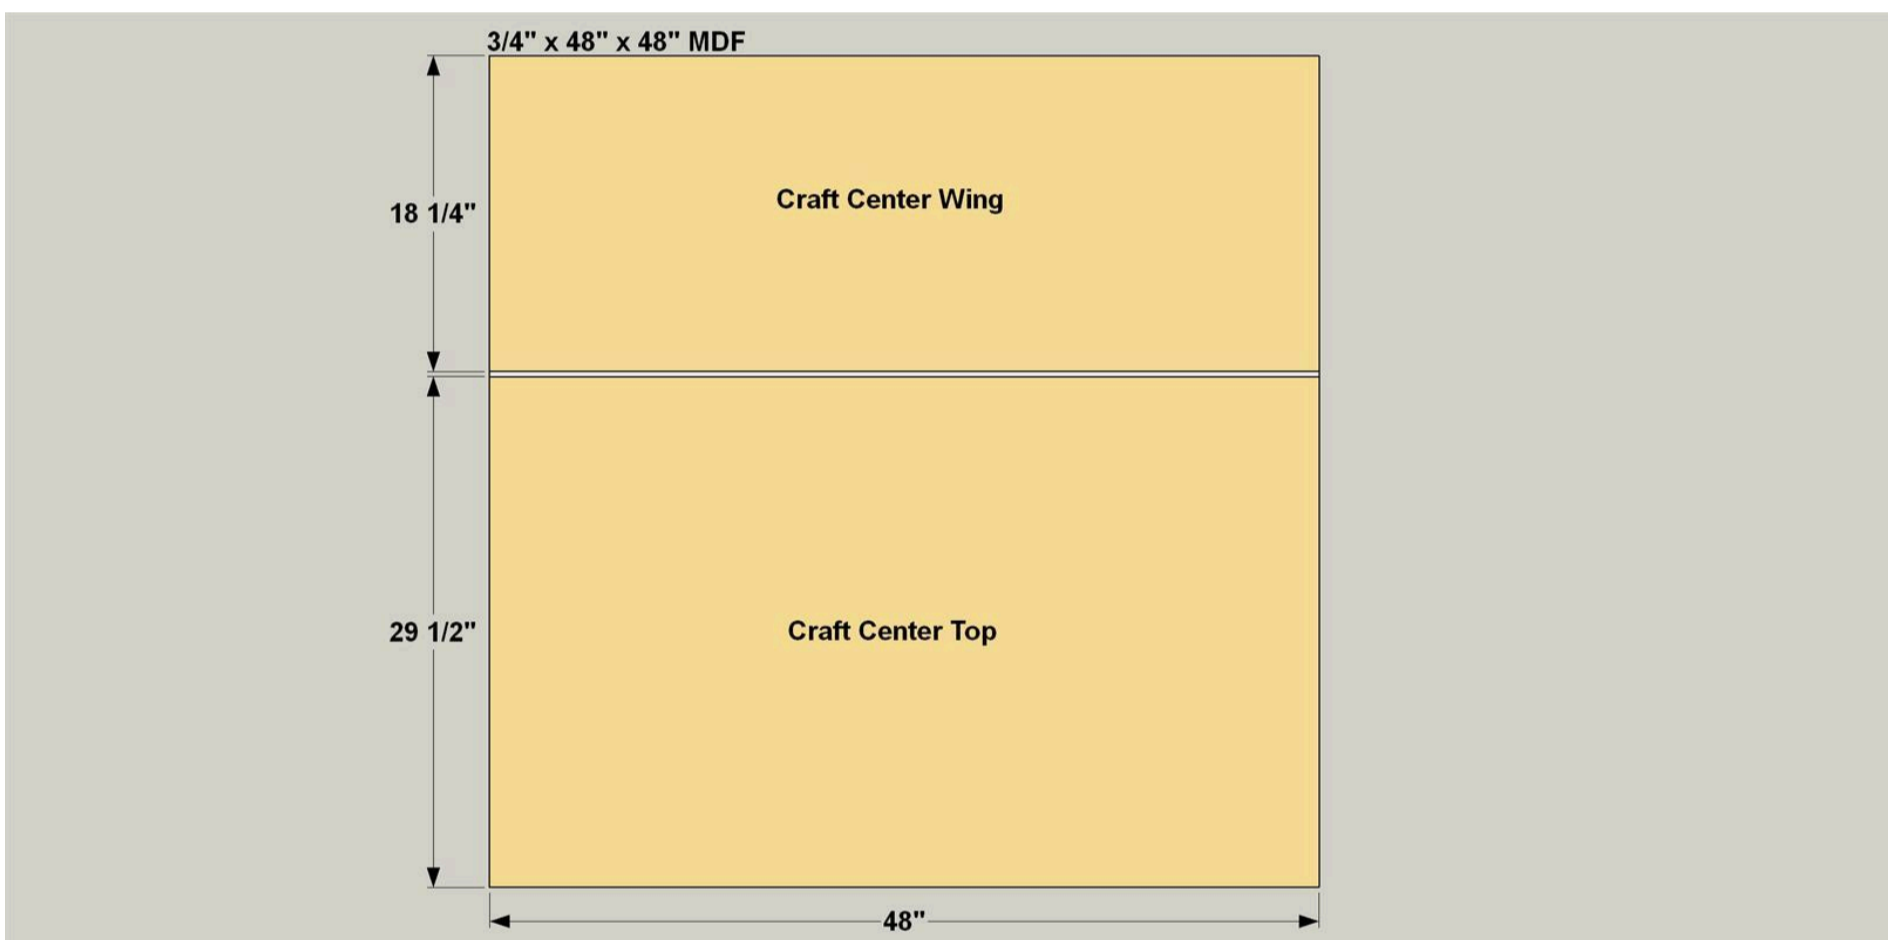 3/4" x 48" x 48" MDF
Craft Center Wing
18 1/4"
29 1/2"
Craft Center Top
48"